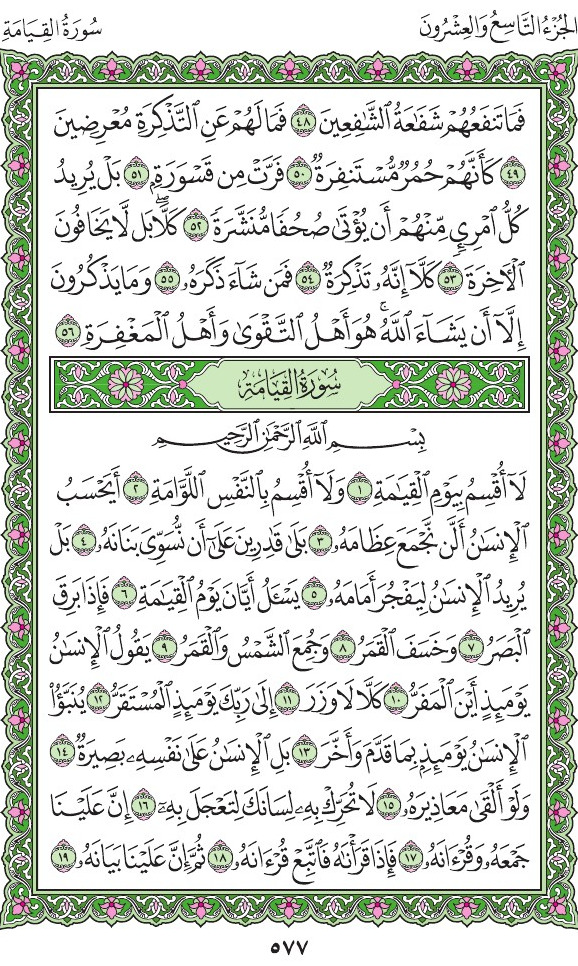 الجُزْءُ التَّاسِعُ وَالعِشْرُونَ
سُورَةُ القِيَامَةِ
فَمَا تَنفَعُهُمْ شَفَٰعَةُ ٱلشَّٰفِعِينَ ٤٨ فَمَا لَهُمْ عَنِ ٱلتَّذْكِرَةِ مُعْرِضِينَ
٤٩ كَأَنَّهُمْ حُمُرٌ مُّسْتَنفِرَةٌ ٥٠ فَرَّتْ مِن قَسْوَرَةٍۭ ٥١ بَلْ يُرِيدُ
كُلُّ ٱمْرِئٍ مِّنْهُمْ أَن يُؤْتَىٰ صُحُفًا مُّنَشَّرَةً ٥٢ كَلَّاۖ بَل لَّا يَخَافُونَ
ٱلْأٓخِرَةَ ٥٣ كَلَّآ إِنَّهُۥ تَذْكِرَةٌ ٥٤ فَمَن شَآءَ ذَكَرَهُۥ ٥٥ وَمَا يَذْكُرُونَ
إِلَّآ أَن يَشَآءَ ٱللَّهُۚ هُوَ أَهْلُ ٱلتَّقْوَىٰ وَأَهْلُ ٱلْمَغْفِرَةِ ٥٦
سُورَةُ القِيَامَةِ
بِسْمِ ٱللَّهِ ٱلرَّحْمَٰنِ ٱلرَّحِيمِ
لَآ أُقْسِمُ بِيَوْمِ ٱلْقِيَٰمَةِ ١ وَلَآ أُقْسِمُ بِٱلنَّفْسِ ٱللَّوَّامَةِ ٢ أَيَحْسَبُ
ٱلْإِنسَٰنُ أَلَّن نَّجْمَعَ عِظَامَهُۥ ٣ بَلَىٰ قَٰدِرِينَ عَلَىٰٓ أَن نُّسَوِّىَ بَنَانَهُۥ ٤ بَلْ
يُرِيدُ ٱلْإِنسَٰنُ لِيَفْجُرَ أَمَامَهُۥ ٥ يَسْـَٔلُ أَيَّانَ يَوْمُ ٱلْقِيَٰمَةِ ٦ فَإِذَا بَرِقَ
ٱلْبَصَرُ ٧ وَخَسَفَ ٱلْقَمَرُ ٨ وَجُمِعَ ٱلشَّمْسُ وَٱلْقَمَرُ ٩ يَقُولُ ٱلْإِنسَٰنُ
يَوْمَئِذٍ أَيْنَ ٱلْمَفَرُّ ١٠ كَلَّا لَا وَزَرَ ١١ إِلَىٰ رَبِّكَ يَوْمَئِذٍ ٱلْمُسْتَقَرُّ ١٢ يُنَبَّؤُا۟
ٱلْإِنسَٰنُ يَوْمَئِذٍۭ بِمَا قَدَّمَ وَأَخَّرَ ١٣ بَلِ ٱلْإِنسَٰنُ عَلَىٰ نَفْسِهِۦ بَصِيرَةٌ ١٤
وَلَوْ أَلْقَىٰ مَعَاذِيرَهُۥ ١٥ لَا تُحَرِّكْ بِهِۦ لِسَانَكَ لِتَعْجَلَ بِهِۦٓ ١٦ إِنَّ عَلَيْنَا
جَمْعَهُۥ وَقُرْءَانَهُۥ ١٧ فَإِذَا قَرَأْنَٰهُ فَٱتَّبِعْ قُرْءَانَهُۥ ١٨ ثُمَّ إِنَّ عَلَيْنَا بَيَانَهُۥ ١٩
٥٧٧